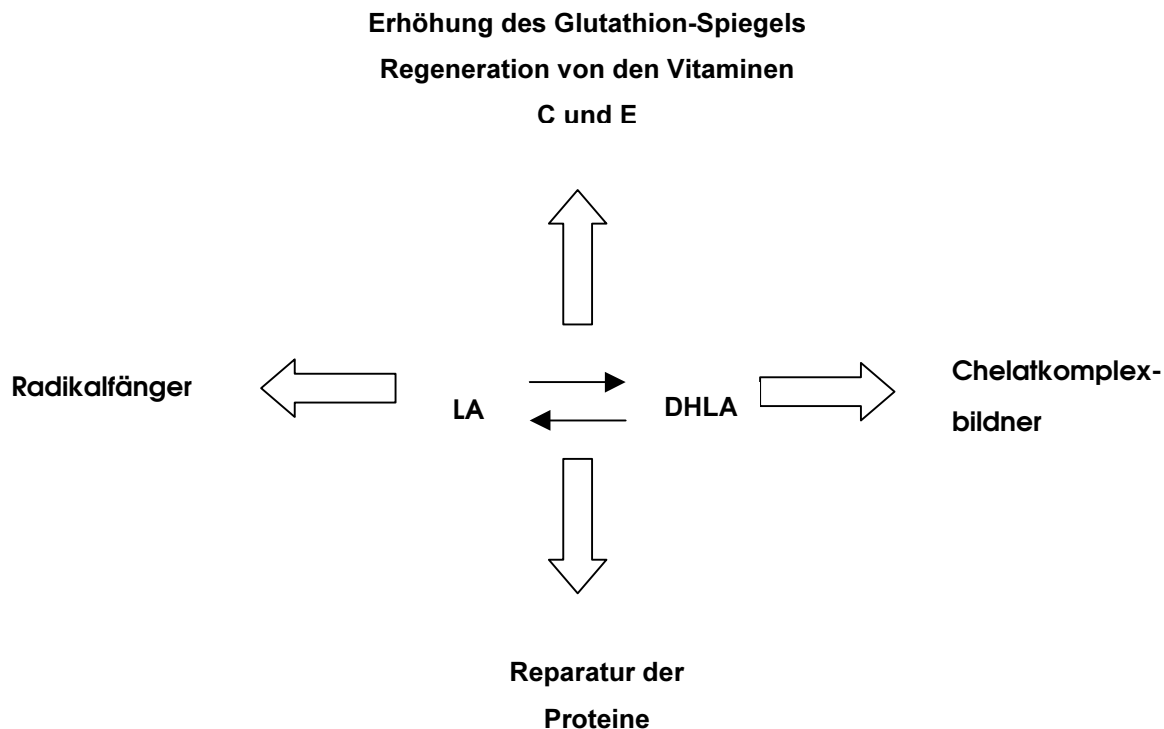 Erhöhung des Glutathion-Spiegels
Regeneration von den Vitaminen
C und E
Radikalfänger
LA
DHLA
Chelatkomplex-
bildner
Reparatur der
Proteine